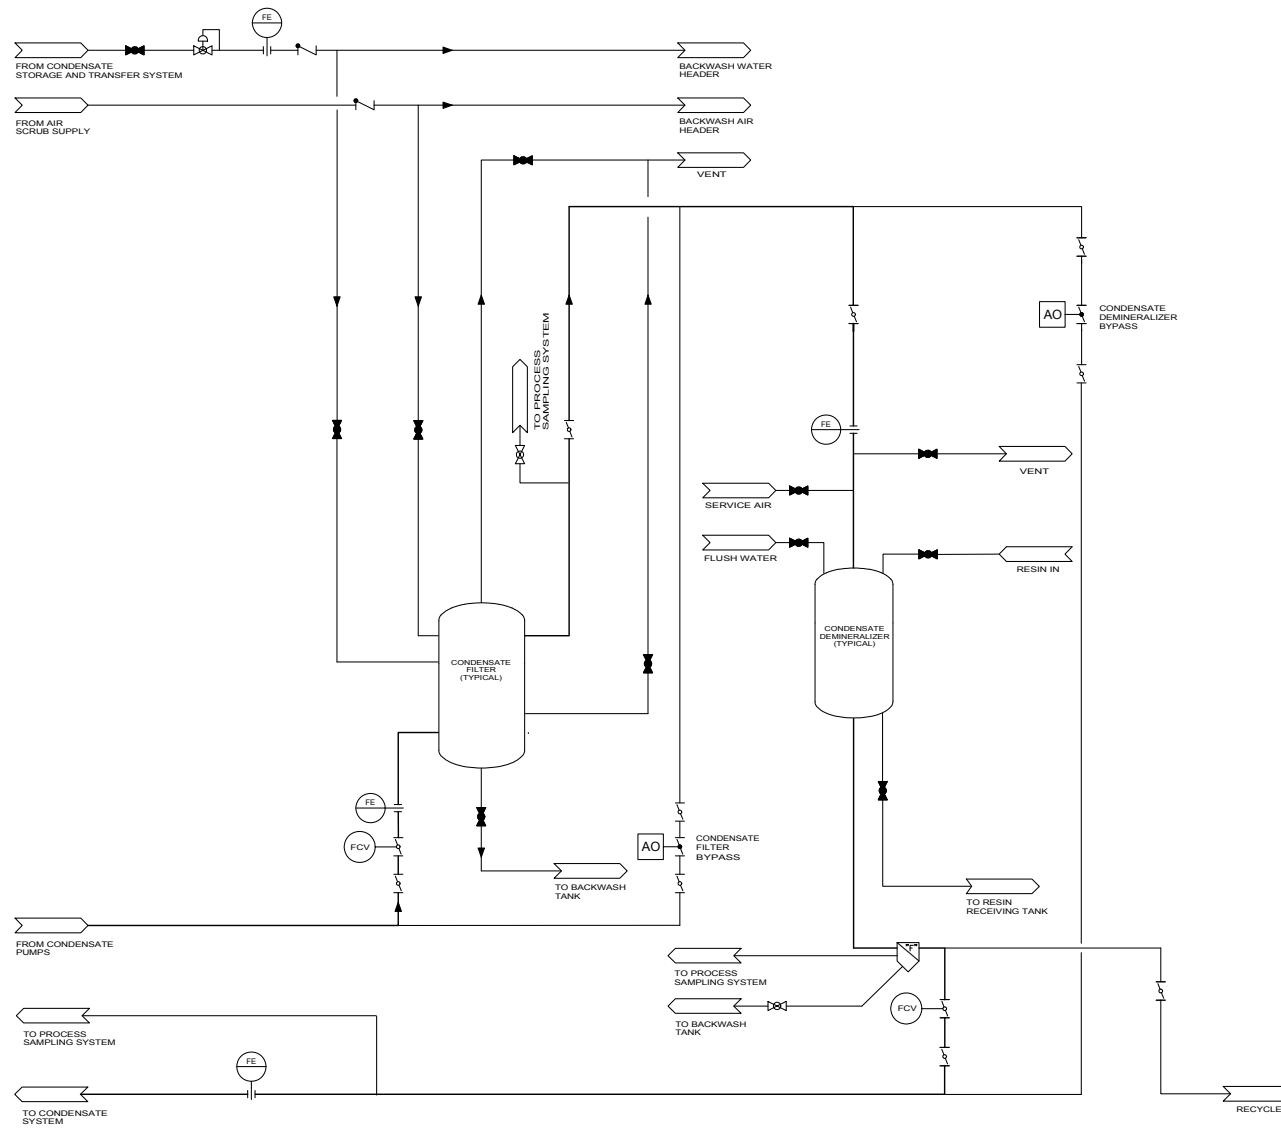 FE
FROM CONDENSATE
STORAGE AND TRANSFER SYSTEM
BACKWASH WATER
HEADER
FROM AIR
SCRUB SUPPLY
BACKWASH AIR
HEADER
VENT
TO PROCESS
SAMPLING SYSTEM
AO
CONDENSATE
DEMINERALIZER
BYPASS
FE
VENT
SERVICE AIR
FLUSH WATER
RESIN IN
CONDENSATE
DEMINERALIZER
(TYPICAL)
CONDENSATE
FILTER
(TYPICAL)
FE
FCV
AO
CONDENSATE
FILTER
BYPASS
TO BACKWASH
TANK
TO RESIN
RECEIVING TANK
FROM CONDENSATE
PUMPS
"F"
TO PROCESS
SAMPLING SYSTEM
FCV
TO BACKWASH
TANK
TO PROCESS
SAMPLING SYSTEM
FE
TO CONDENSATE
SYSTEM
RECYCLE